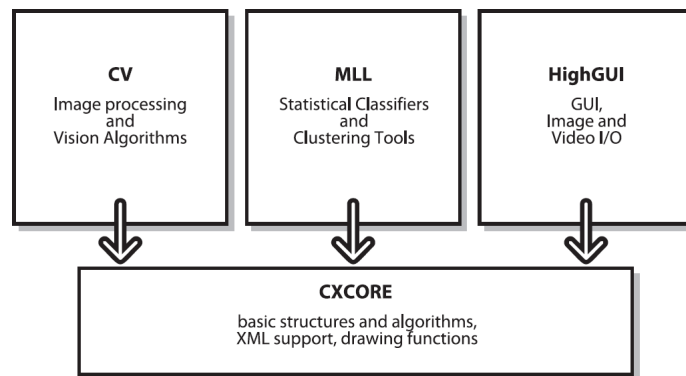 CV
Image processing
and
Vision Algorithms
MLL
Statistical Classifiers
and
Clustering Tools
HighGUI
GUI,
Image and
Video I/O
CXCORE
basic structures and algorithms,
XML support, drawing functions